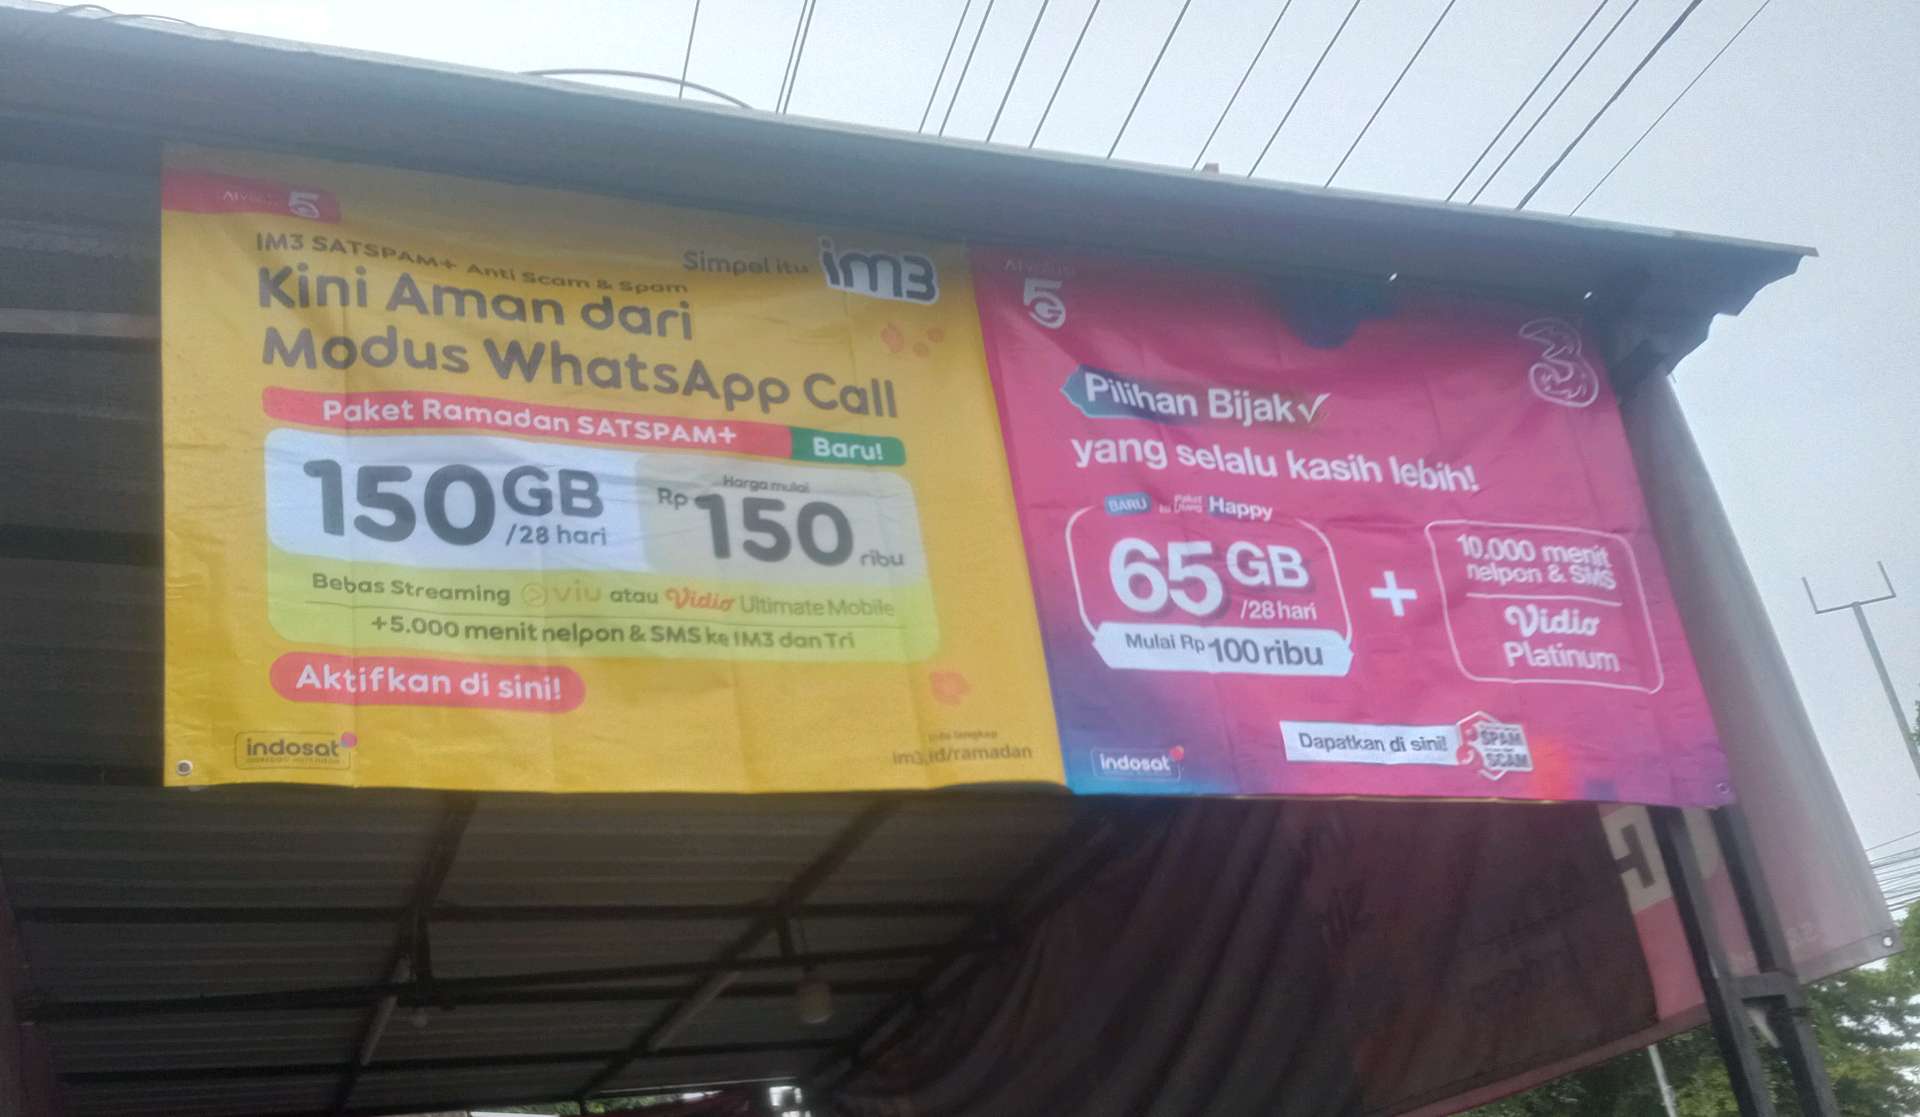 5G
IM3 SATSPAM+ Anti Scam & Spam
Simpel itu im3
Kini Aman dari
Modus WhatsApp Call
Paket Ramadan SATSPAM+ Baru!
150GB
/28 hari
Harga mulai
Rp 150 ribu
Bebas Streaming viu atau Vidio Ultimate Mobile
+5.000 menit nelpon & SMS ke IM3 dan Tri
Aktifkan di sini!
indosat
im3.id/ramadan
5G
3
Pilihan Bijak
yang selalu kasih lebih!
BARU Happy
65GB
/28 hari
Mulai Rp 100 ribu
+
10.000 menit
nelpon & SMS
Vidio
Platinum
Dapatkan di sini!
SPAM
SCAM
indosat